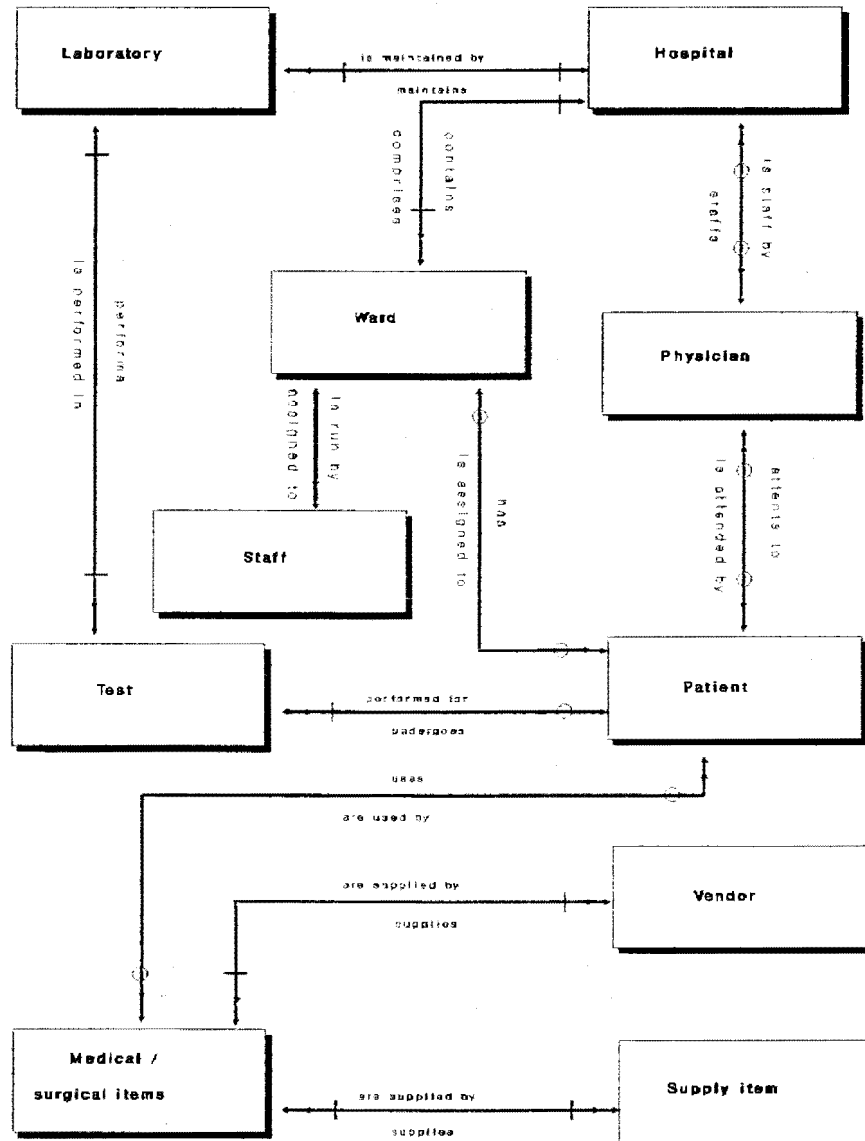 Laboratory
is maintained by
maintains
Hospital
contains
comprises
is staff by
staffs
performs
is performed in
Ward
Physician
is run by
assigned to
has
is assigned to
attents to
is attended by
Staff
Test
performed for
undergoes
Patient
uses
are used by
are supplied by
supplies
Vendor
Medical /
surgical items
are supplied by
supplies
Supply item